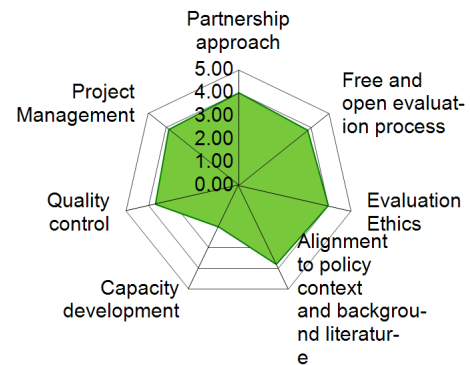 Partnership
approach
5.00
4.00
3.00
2.00
1.00
0.00
Free and
open evaluat-
ion process
Evaluation
Ethics
Alignment
to policy
context
and backgrou-
nd literatur-
e
Capacity
development
Quality
control
Project
Management